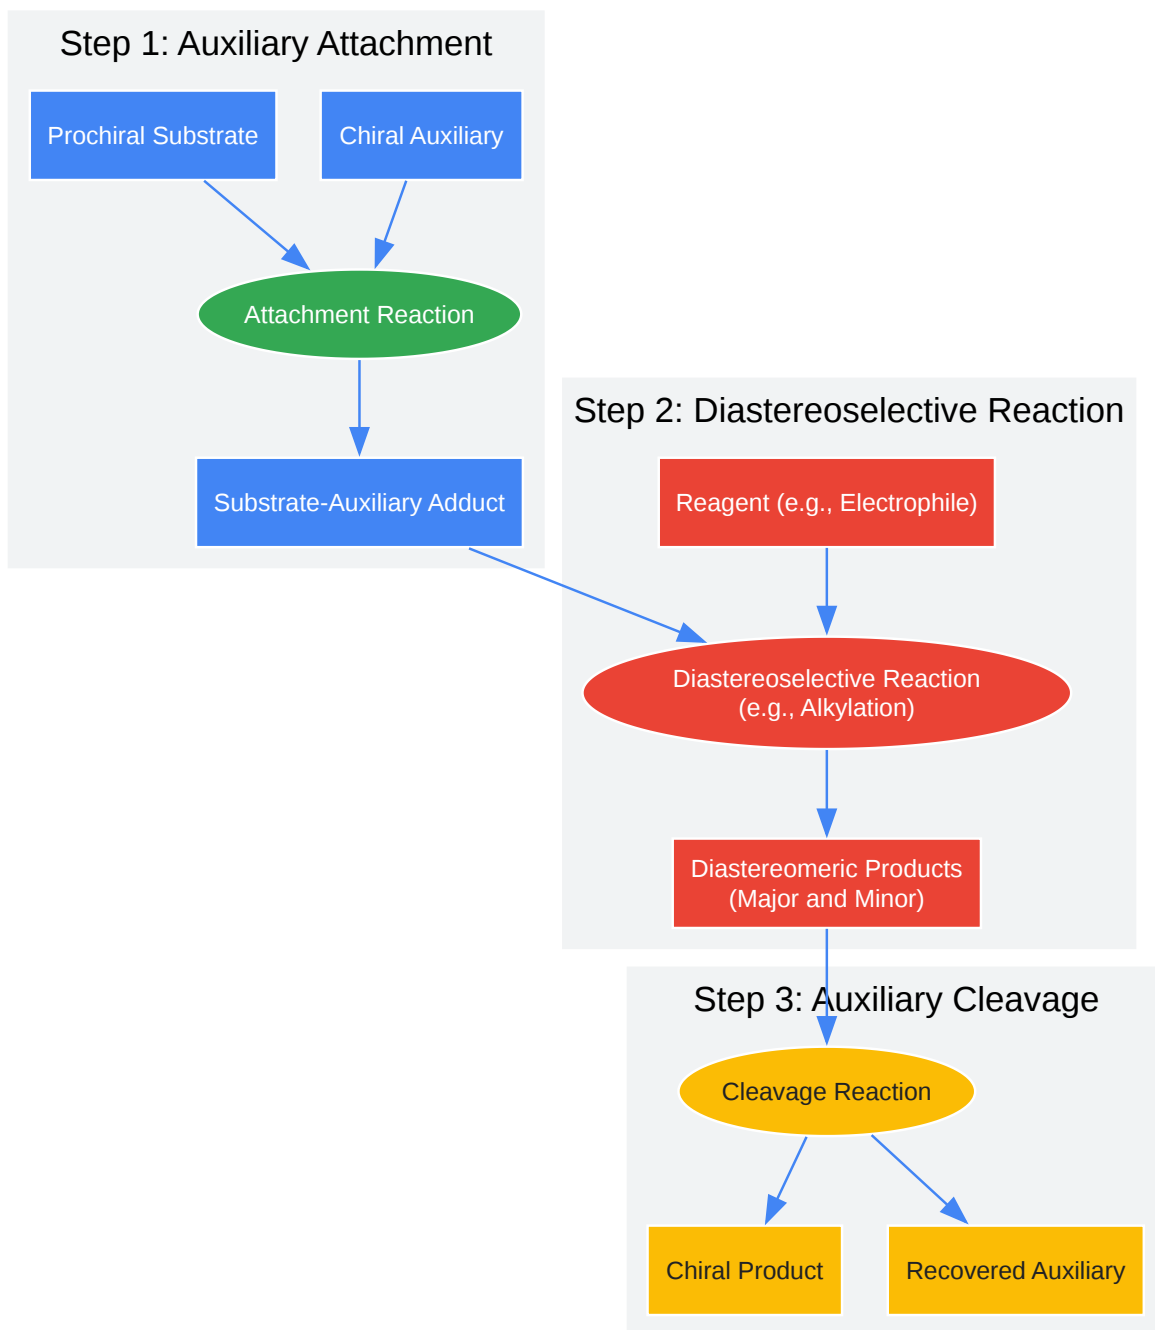 Step 1: Auxiliary Attachment
Prochiral Substrate
Chiral Auxiliary
Attachment Reaction
Substrate-Auxiliary Adduct
Step 2: Diastereoselective Reaction
Reagent (e.g., Electrophile)
Diastereoselective Reaction
(e.g., Alkylation)
Diastereomeric Products
(Major and Minor)
Step 3: Auxiliary Cleavage
Cleavage Reaction
Chiral Product
Recovered Auxiliary